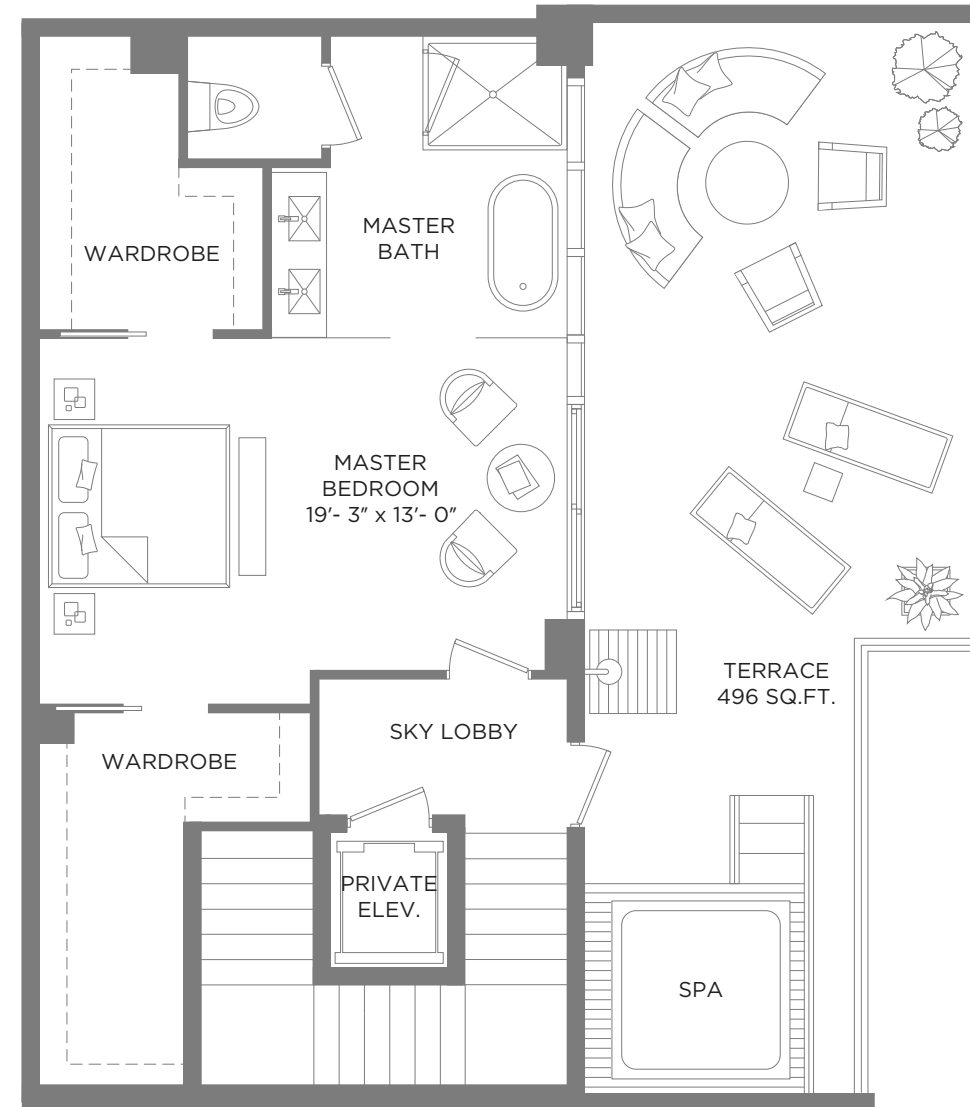 WARDROBE
MASTER
BATH
MASTER
BEDROOM
19'- 3" x 13'- 0"
TERRACE
496 SQ.FT.
SKY LOBBY
WARDROBE
PRIVATE
ELEV.
SPA